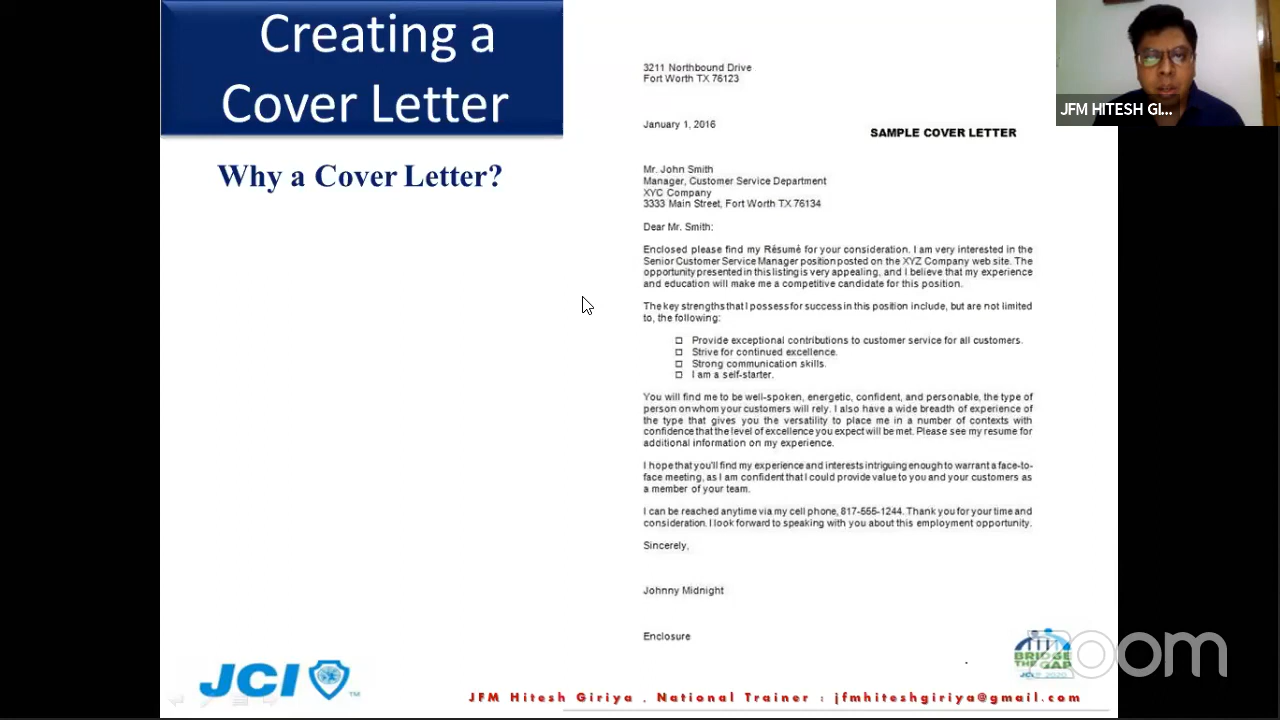 Creating a
Cover Letter
Why a Cover Letter?
3211 Northbound Drive
Fort Worth TX 76123
January 1, 2016
SAMPLE COVER LETTER
Mr. John Smith
Manager, Customer Service Department
XYC Company
3333 Main Street, Fort Worth TX 76134
Dear Mr. Smith:
Enclosed please find my Résumé for your consideration. I am very interested in the
Senior Customer Service Manager position posted on the XYZ Company web site. The
opportunity presented in this listing is very appealing, and I believe that my experience
and education will make me a competitive candidate for this position.
The key strengths that I possess for success in this position include, but are not limited
to, the following:
Provide exceptional contributions to customer service for all customers.
Strive for continued excellence.
Strong communication skills.
I am a self-starter.
You will find me to be well-spoken, energetic, confident, and personable, the type of
person on whom your customers will rely. I also have a wide breadth of experience of
the type that gives you the versatility to place me in a number of contexts with
confidence that the level of excellence you expect will be met. Please see my resume for
additional information on my experience.
I hope that you'll find my experience and interests intriguing enough to warrant a face-to-
face meeting, as I am confident that I could provide value to you and your customers as
a member of your team.
I can be reached anytime via my cell phone, 817-555-1244. Thank you for your time and
consideration. I look forward to speaking with you about this employment opportunity.
Sincerely,
Johnny Midnight
Enclosure
JFM HITESH GI...
JCI TM
BRIDGE
THE GAP
zoom
JFM Hitesh Giriya . National Trainer : jfmhiteshgiriya@gmail.com